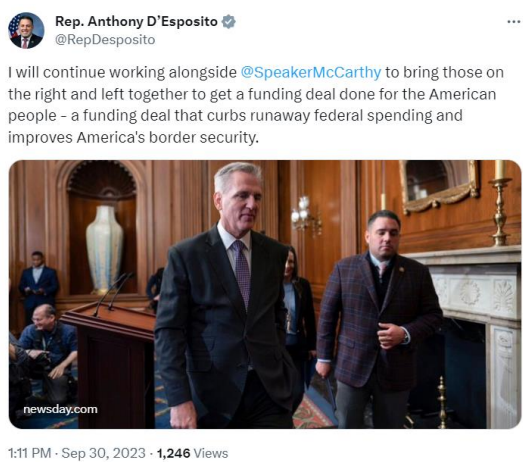 Rep. Anthony D'Esposito
@RepDesposito
I will continue working alongside @SpeakerMcCarthy to bring those on
the right and left together to get a funding deal done for the American
people - a funding deal that curbs runaway federal spending and
improves America's border security.
newsday.com
1:11 PM · Sep 30, 2023 · 1,246 Views